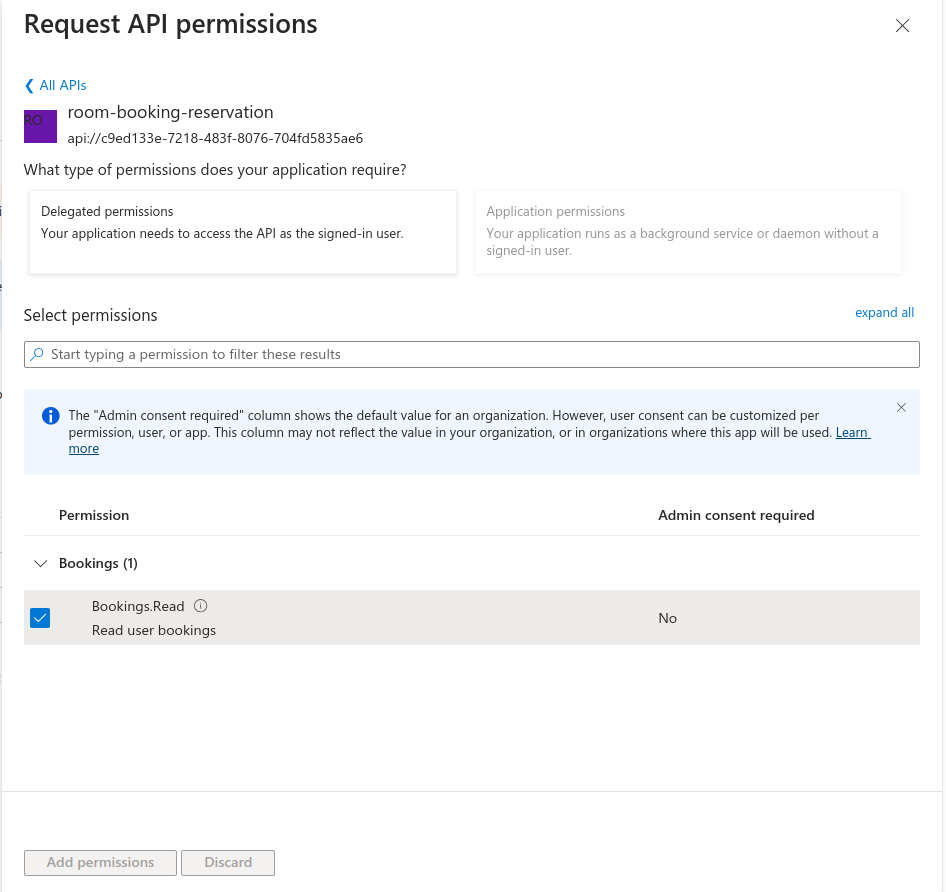 Request API permissions
All APIs
RO
room-booking-reservation
api://c9ed133e-7218-483f-8076-704fd5835ae6
What type of permissions does your application require?
Delegated permissions
Your application needs to access the API as the signed-in user.
Application permissions
Your application runs as a background service or daemon without a
signed-in user.
Select permissions
expand all
Start typing a permission to filter these results
The "Admin consent required" column shows the default value for an organization. However, user consent can be customized per
permission, user, or app. This column may not reflect the value in your organization, or in organizations where this app will be used. Learn
more
Permission Admin consent required
Bookings (1)
Bookings.Read
Read user bookings
No
Add permissions Discard